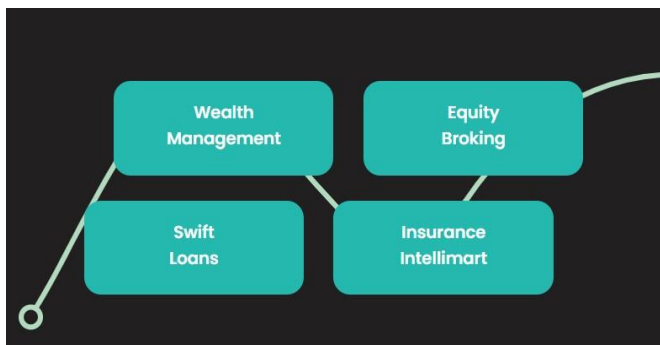 Wealth
Management
Equity
Broking
Swift
Loans
Insurance
Intellimart